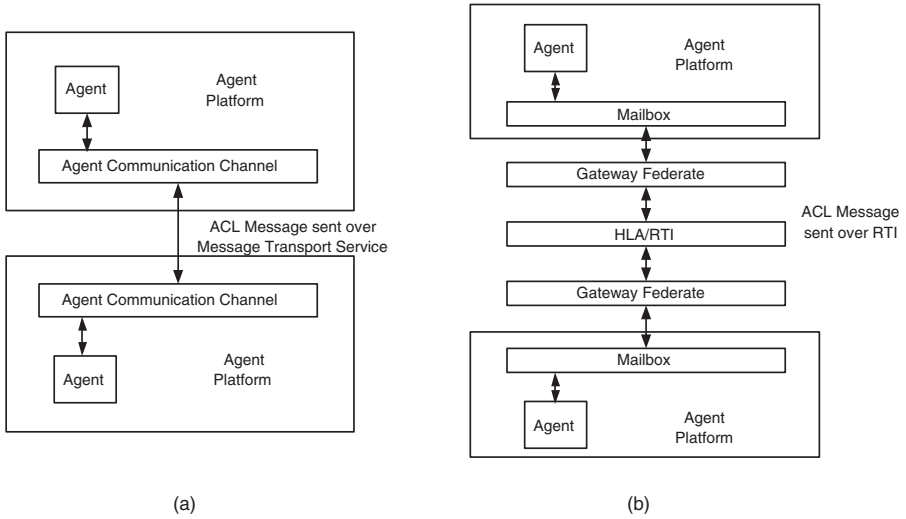 Agent
Agent
Platform
Agent Communication Channel
ACL Message sent over
Message Transport Service
Agent Communication Channel
Agent
Agent
Platform
(a)
Agent
Agent
Platform
Mailbox
Gateway Federate
HLA/RTI
ACL Message
sent over RTI
Gateway Federate
Mailbox
Agent
Agent
Platform
(b)